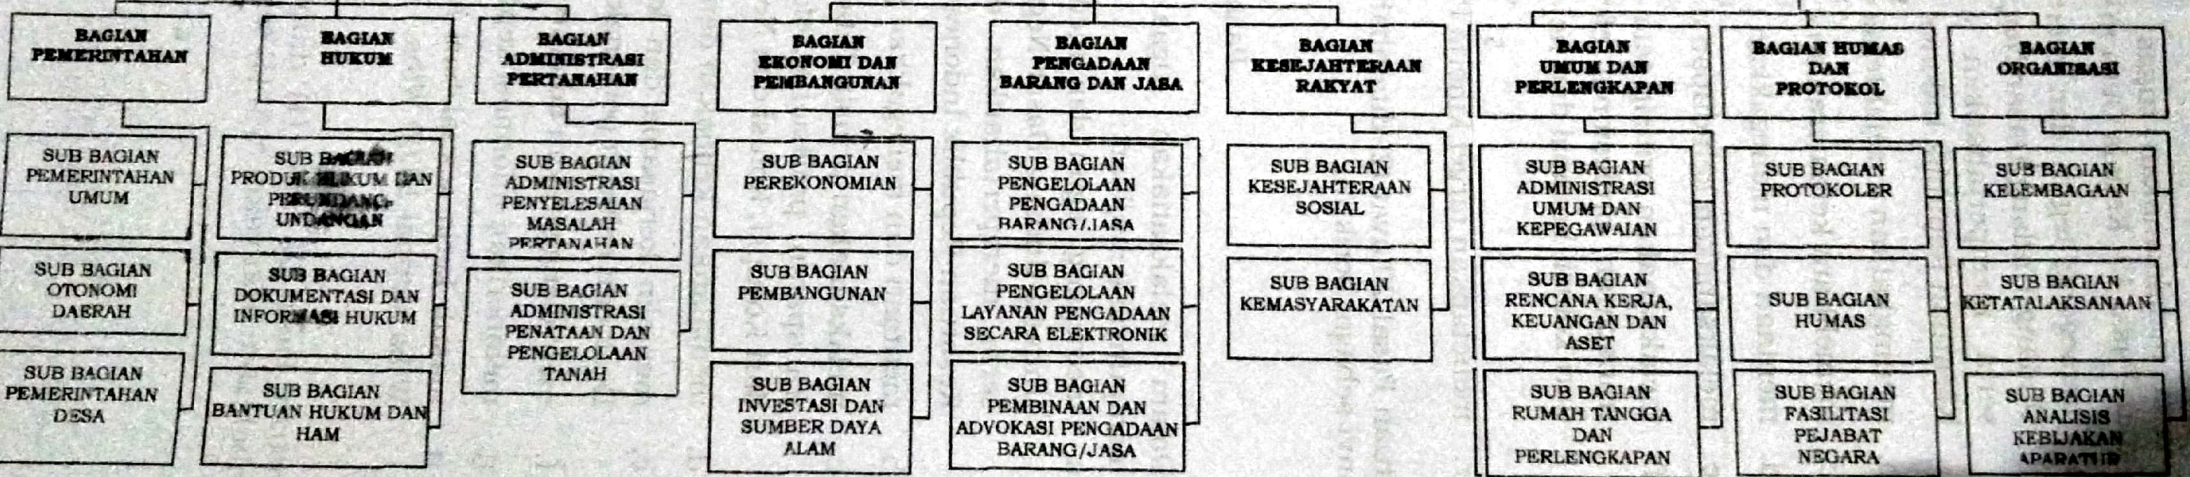 BAGIAN
PEMERINTAHAN
BAGIAN
HUKUM
BAGIAN
ADMINISTRASI
PERTANAHAN
BAGIAN
EKONOMI DAN
PEMBANGUNAN
BAGIAN
PENGADAAN
BARANG DAN JASA
BAGIAN
KESEJAHTERAAN
RAKYAT
BAGIAN
UMUM DAN
PERLENGKAPAN
BAGIAN HUMAS
DAN
PROTOKOL
BAGIAN
ORGANISASI
SUB BAGIAN
PEMERINTAHAN
UMUM
SUB BAGIAN
OTONOMI
DAERAH
SUB BAGIAN
PEMERINTAHAN
DESA
SUB BAGIAN
PRODUK HUKUM DAN
PERUNDANG-
UNDANGAN
SUB BAGIAN
DOKUMENTASI DAN
INFORMASI HUKUM
SUB BAGIAN
BANTUAN HUKUM DAN
HAM
SUB BAGIAN
ADMINISTRASI
PENYELESAIAN
MASALAH
PERTANAHAN
SUB BAGIAN
ADMINISTRASI
PENATAAN DAN
PENGELOLAAN
TANAH
SUB BAGIAN
PEREKONOMIAN
SUB BAGIAN
PEMBANGUNAN
SUB BAGIAN
INVESTASI DAN
SUMBER DAYA
ALAM
SUB BAGIAN
PENGELOLAAN
PENGADAAN
BARANG/JASA
SUB BAGIAN
PENGELOLAAN
LAYANAN PENGADAAN
SECARA ELEKTRONIK
SUB BAGIAN
PEMBINAAN DAN
ADVOKASI PENGADAAN
BARANG/JASA
SUB BAGIAN
KESEJAHTERAAN
SOSIAL
SUB BAGIAN
KEMASYARAKATAN
SUB BAGIAN
ADMINISTRASI
UMUM DAN
KEPEGAWAIAN
SUB BAGIAN
RENCANA KERJA,
KEUANGAN DAN
ASET
SUB BAGIAN
RUMAH TANGGA
DAN
PERLENGKAPAN
SUB BAGIAN
PROTOKOLER
SUB BAGIAN
HUMAS
SUB BAGIAN
FASILITASI
PEJABAT
NEGARA
SUB BAGIAN
KELEMBAGAAN
SUB BAGIAN
KETATALAKSANAAN
SUB BAGIAN
ANALISIS
KEBIJAKAN
APARATUR